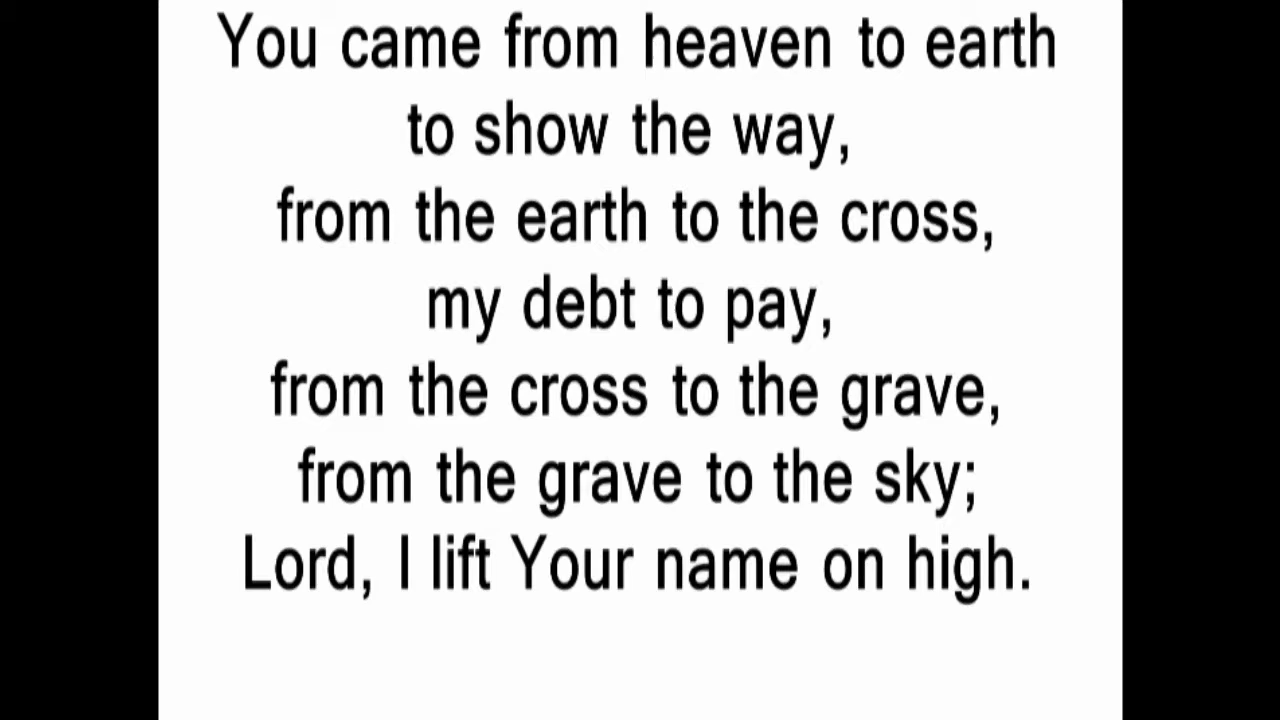 You came from heaven to earth
to show the way,
from the earth to the cross,
my debt to pay,
from the cross to the grave,
from the grave to the sky;
Lord, I lift Your name on high.